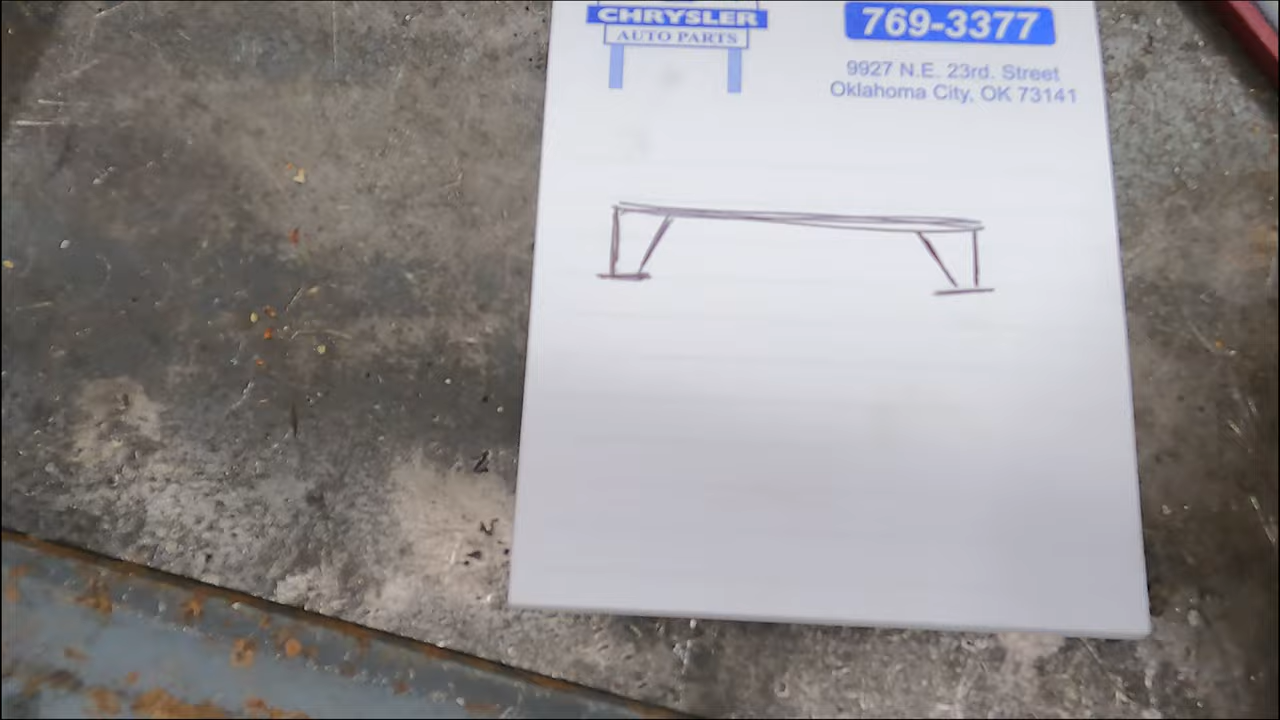 CHRYSLER
AUTO PARTS
769-3377
9927 N.E. 23rd. Street
Oklahoma City, OK 73141